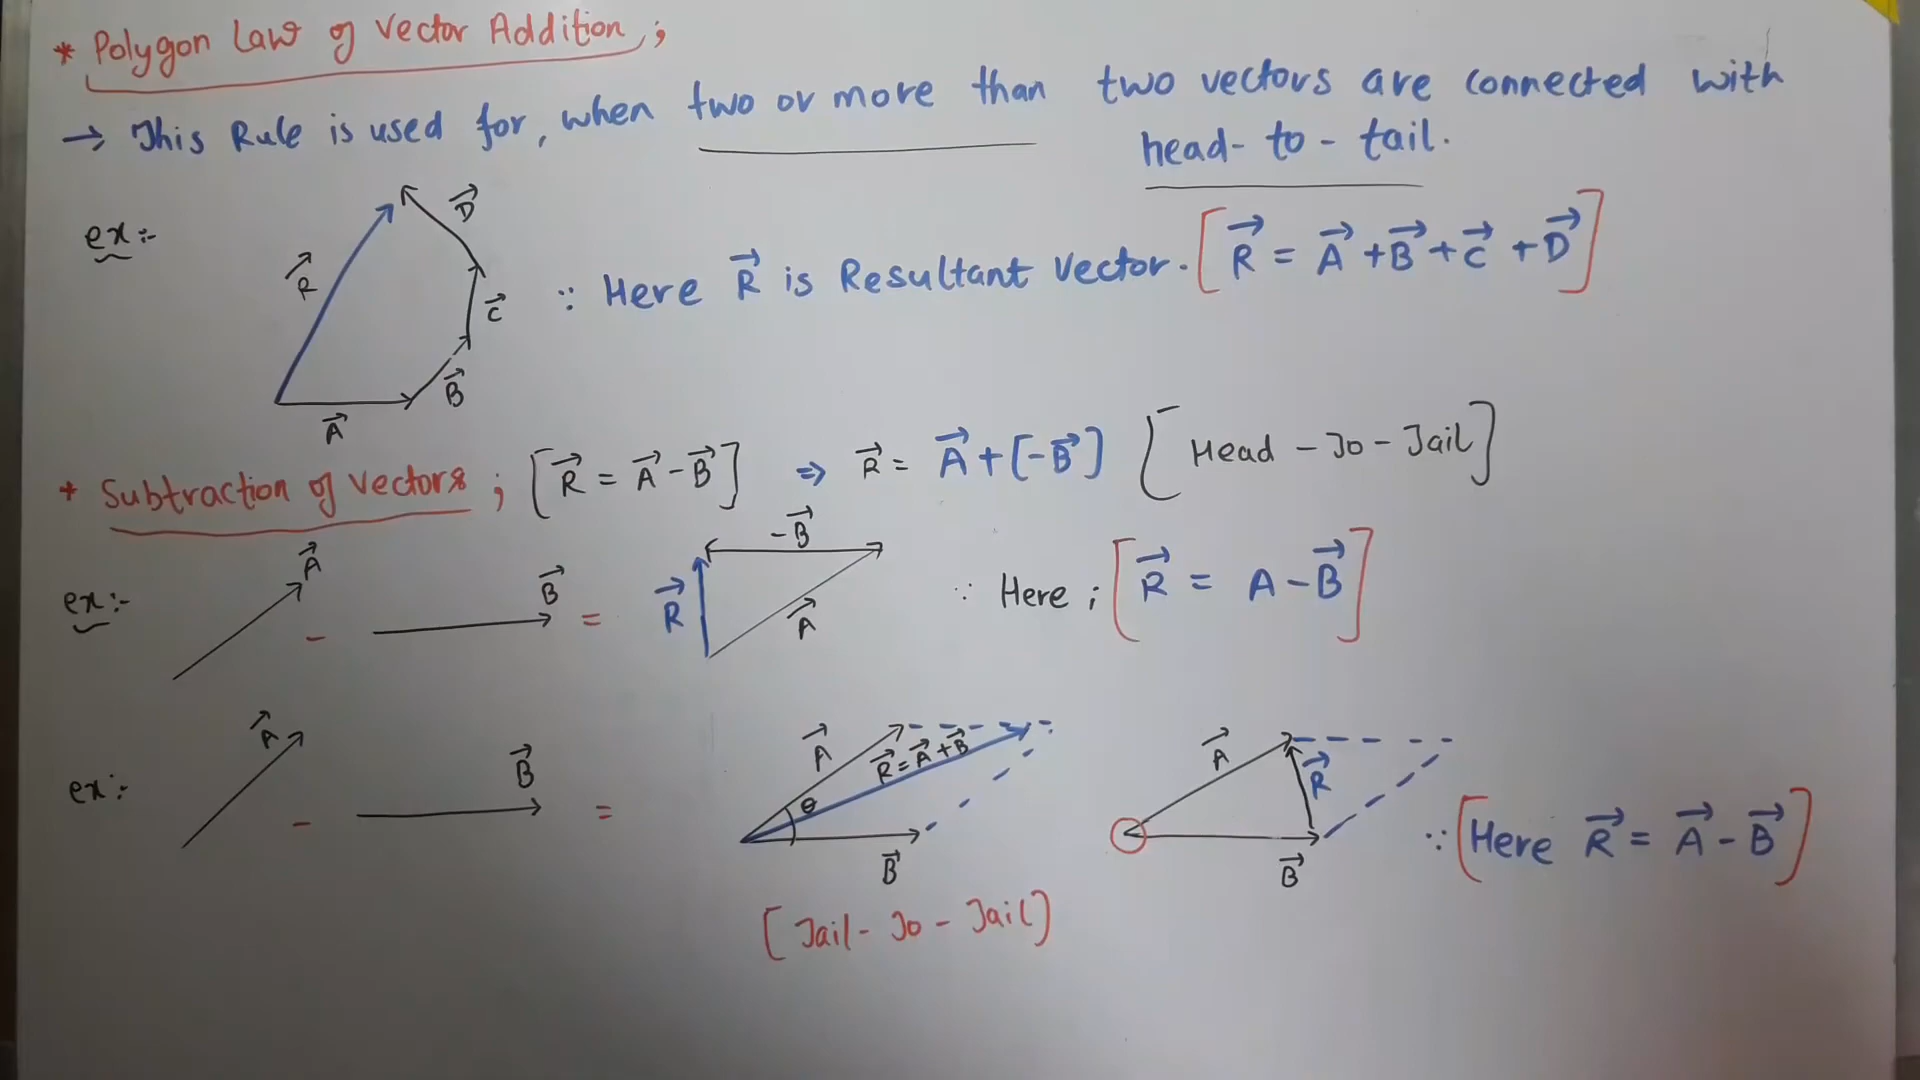 * Polygon Law of Vector Addition ;
→ This Rule is used for, when two or more than two vectors are connected with
head-to-tail.
ex:-
R⃗
D⃗
C⃗
B⃗
A⃗
∵ Here R⃗ is Resultant Vector. [R⃗ = A⃗ + B⃗ + C⃗ + D⃗]
* Subtraction of vectors ; [R⃗ = A⃗ - B⃗] ⇒ R⃗ = A⃗ + [-B⃗] [Head - To - Tail]
ex:-
A⃗ - B⃗ =
-B⃗
R⃗
A⃗
∵ Here ; [R⃗ = A - B⃗]
ex:-
A⃗ - B⃗ =
A⃗
R⃗ = A⃗ + B⃗
θ
B⃗
[Tail - To - Tail]
A⃗
R⃗
B⃗
∵ [Here R⃗ = A⃗ - B⃗]